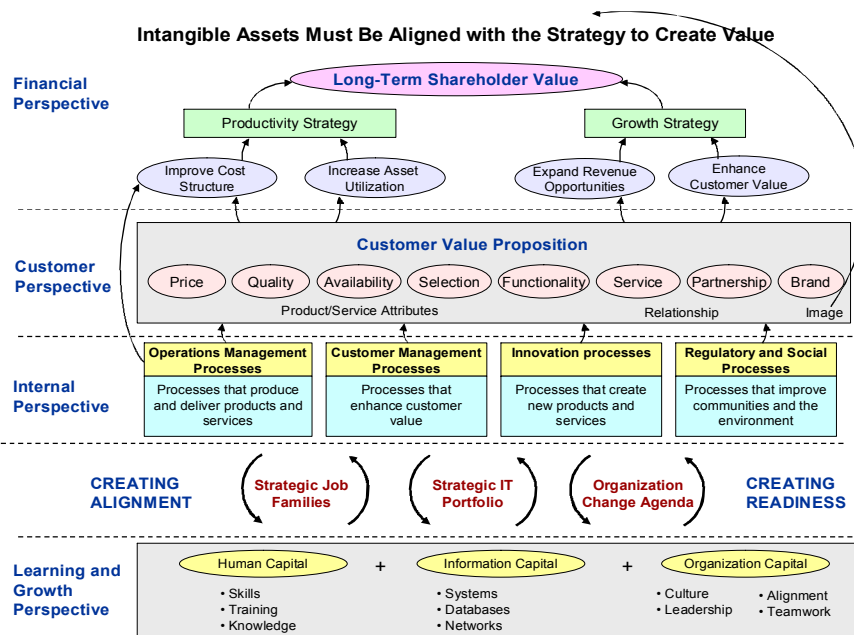 Intangible Assets Must Be Aligned with the Strategy to Create Value
Financial
Perspective
Long-Term Shareholder Value
Productivity Strategy
Growth Strategy
Improve Cost
Structure
Increase Asset
Utilization
Expand Revenue
Opportunities
Enhance
Customer Value
Customer
Perspective
Customer Value Proposition
Price
Quality
Availability
Selection
Functionality
Service
Partnership
Brand
Product/Service Attributes
Relationship
Image
Internal
Perspective
Operations Management
Processes
Processes that produce
and deliver products and
services
Customer Management
Processes
Processes that
enhance customer
value
Innovation processes
Processes that create
new products and
services
Regulatory and Social
Processes
Processes that improve
communities and the
environment
CREATING
ALIGNMENT
Strategic Job
Families
Strategic IT
Portfolio
Organization
Change Agenda
CREATING
READINESS
Learning and
Growth
Perspective
Human Capital
+
Information Capital
+
Organization Capital
• Skills
• Training
• Knowledge
• Systems
• Databases
• Networks
• Culture
• Leadership
• Alignment
• Teamwork